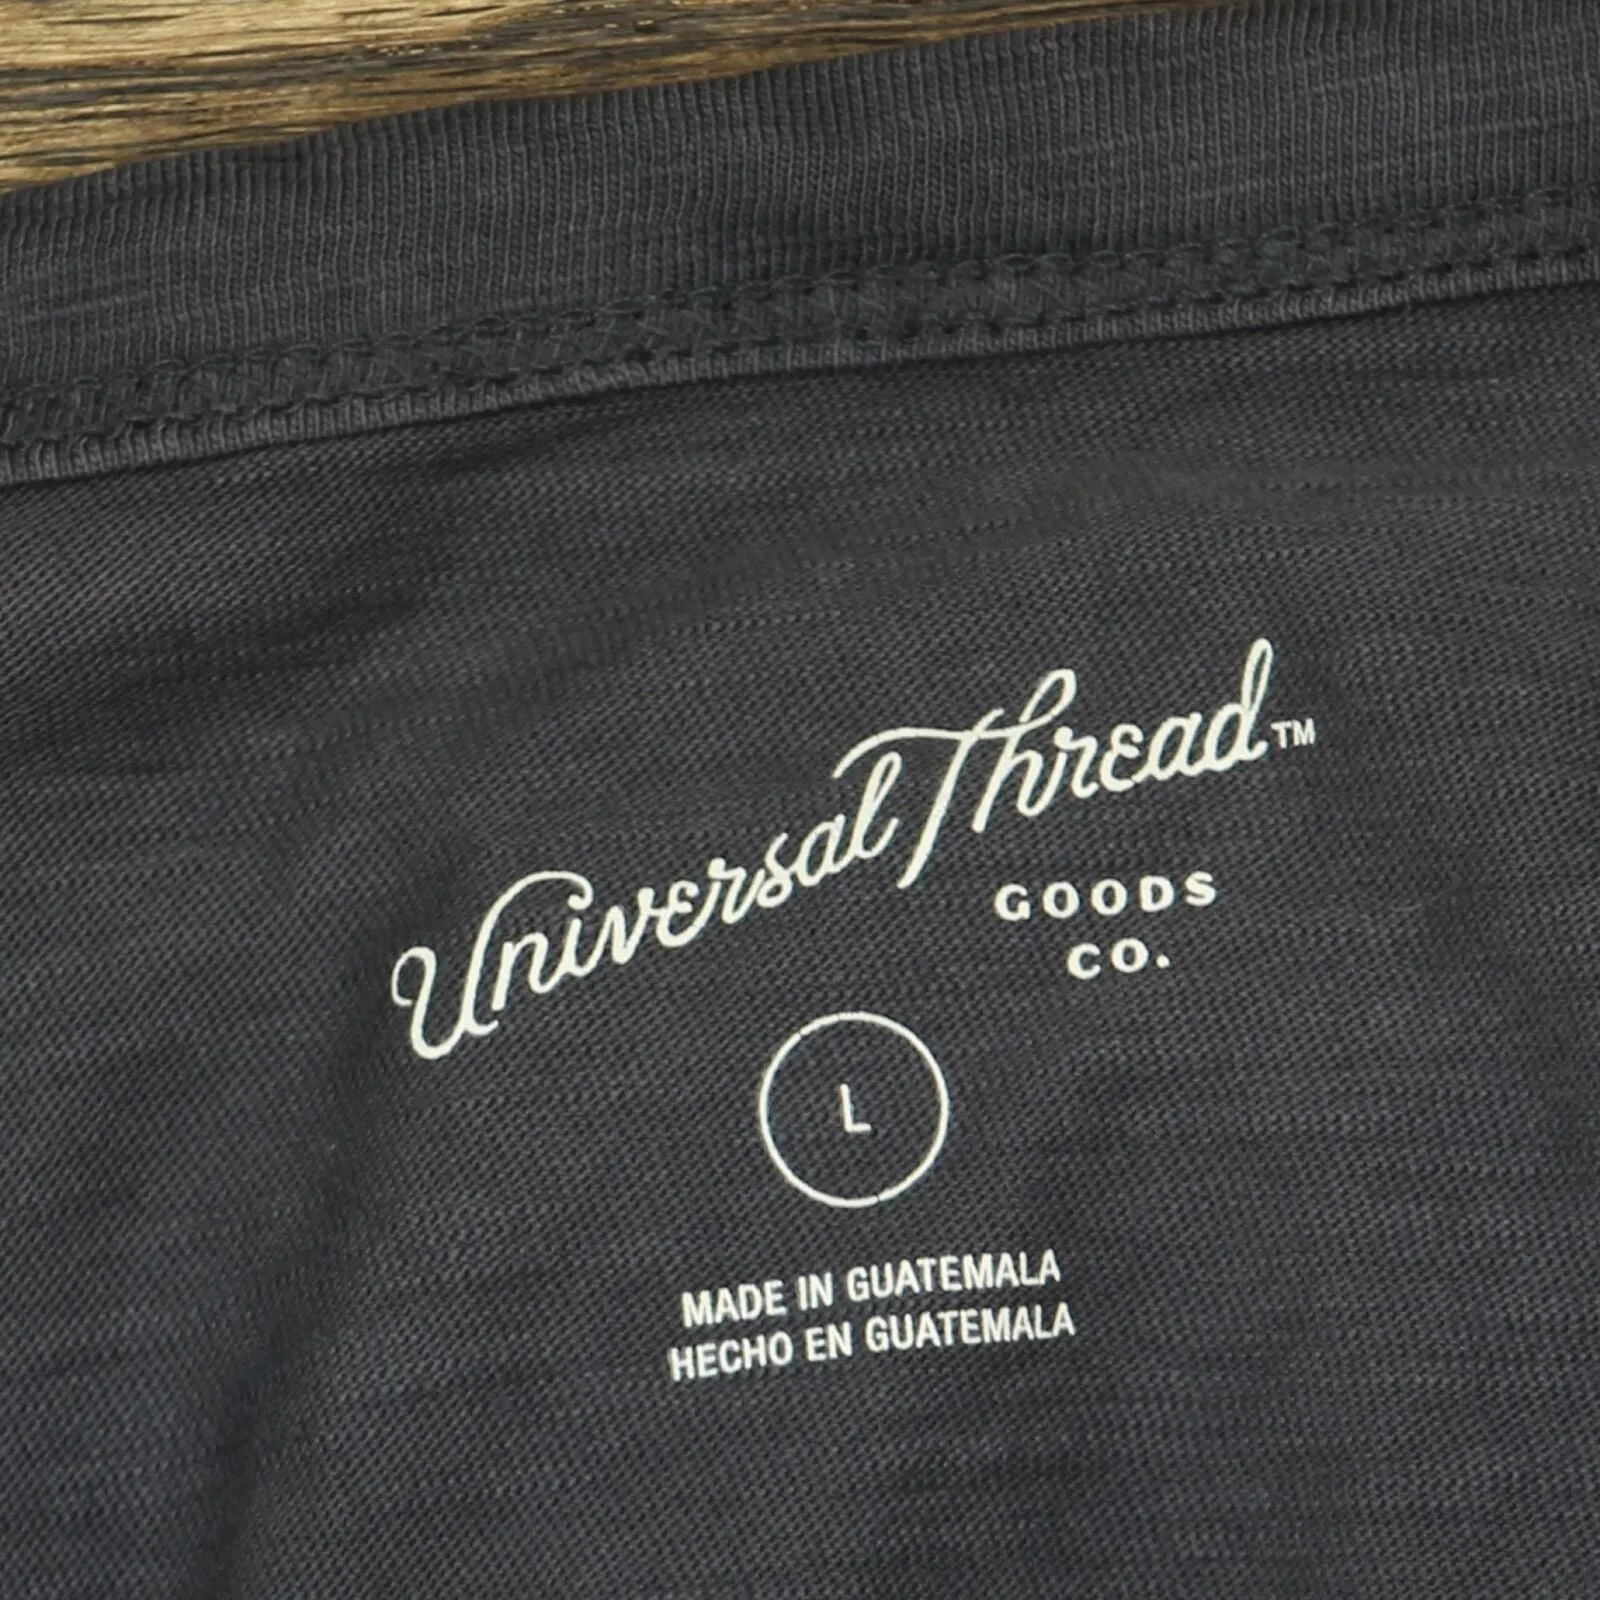 Universal Thread™
GOODS
CO.
L
MADE IN GUATEMALA
HECHO EN GUATEMALA